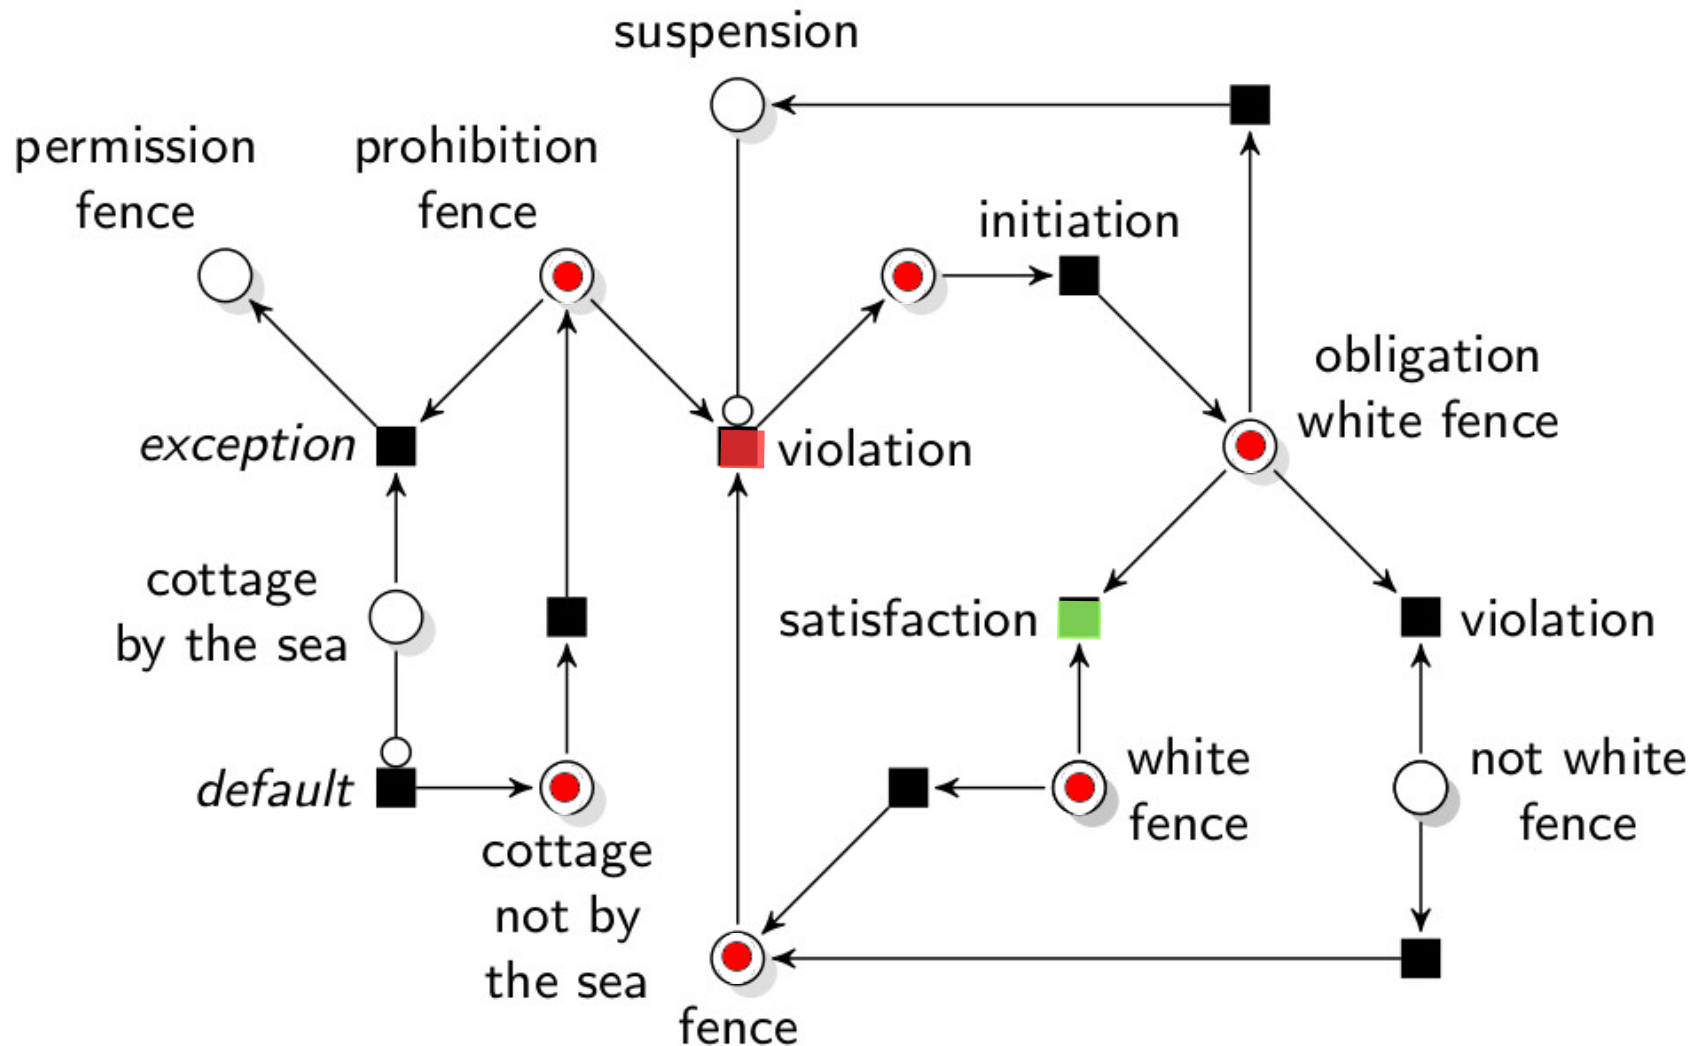 suspension
permission
fence
prohibition
fence
initiation
obligation
white fence
exception
violation
cottage
by the sea
satisfaction
violation
default
white
fence
not white
fence
cottage
not by
the sea
fence